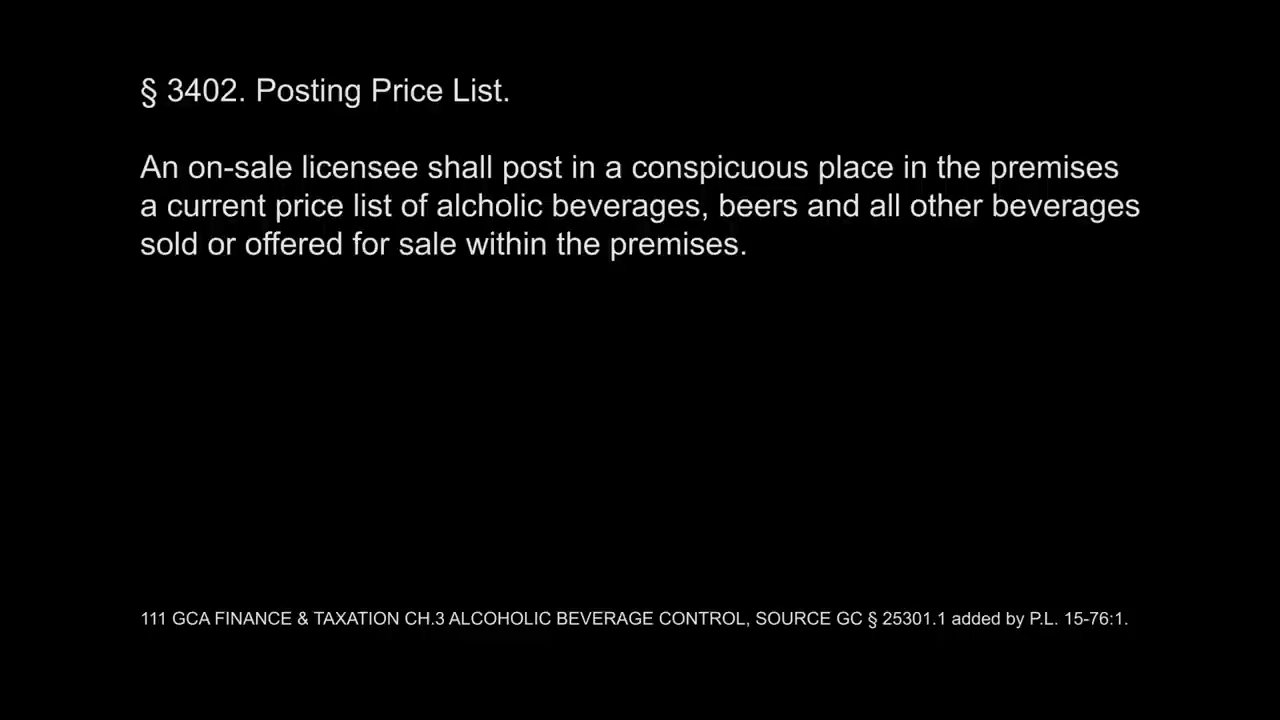 § 3402. Posting Price List.
An on-sale licensee shall post in a conspicuous place in the premises
a current price list of alcholic beverages, beers and all other beverages
sold or offered for sale within the premises.
111 GCA FINANCE & TAXATION CH.3 ALCOHOLIC BEVERAGE CONTROL, SOURCE GC § 25301.1 added by P.L. 15-76:1.